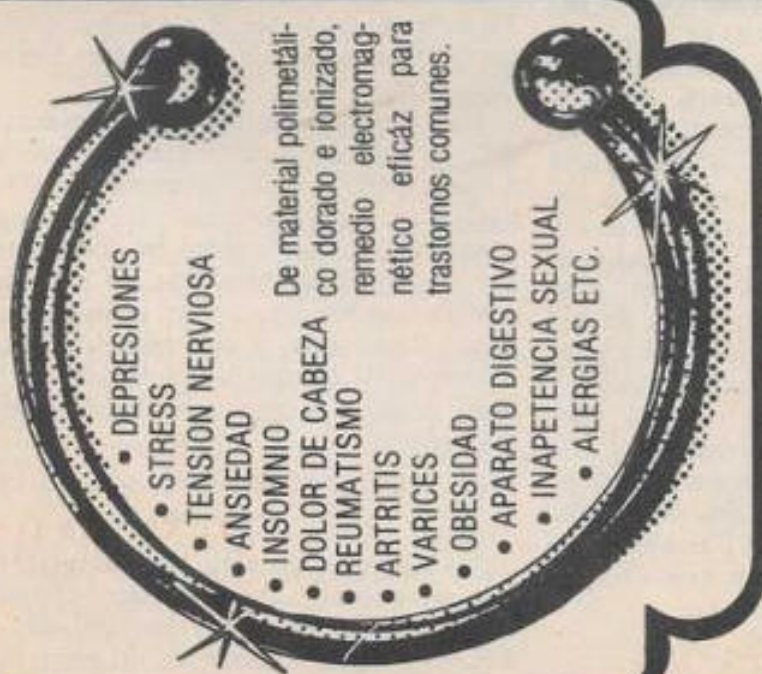 • DEPRESIONES
• STRESS
• TENSION NERVIOSA
• ANSIEDAD
• INSOMNIO
• DOLOR DE CABEZA
• REUMATISMO
• ARTRITIS
• VARICES
• OBESIDAD
• APARATO DIGESTIVO
• INAPETENCIA SEXUAL
• ALERGIAS ETC.
De material polimetáli-
co dorado e ionizado,
remedio electromag-
nético eficáz para
trastornos comunes.